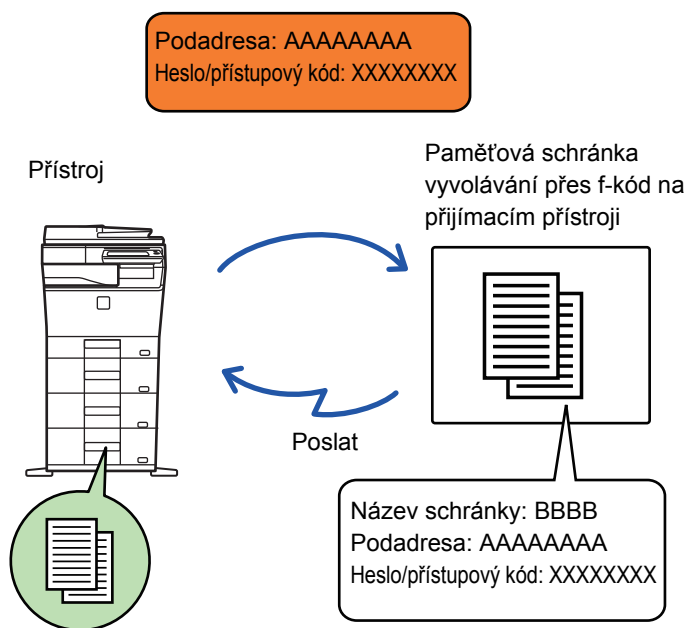 Podadresa: AAAAAAAA
Heslo/přístupový kód: XXXXXXXX
Přístroj
Paměťová schránka
vyvolávání přes f-kód na
přijímacím přístroji
Poslat
Název schránky: BBBB
Podadresa: AAAAAAAA
Heslo/přístupový kód: XXXXXXXX